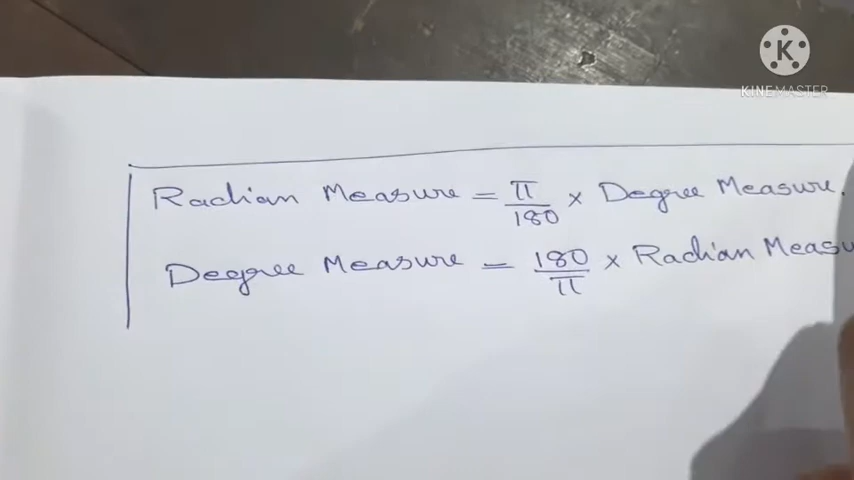 KINEMASTER
Radian Measure = π/180 × Degree Measure.
Degree Measure = 180/π × Radian